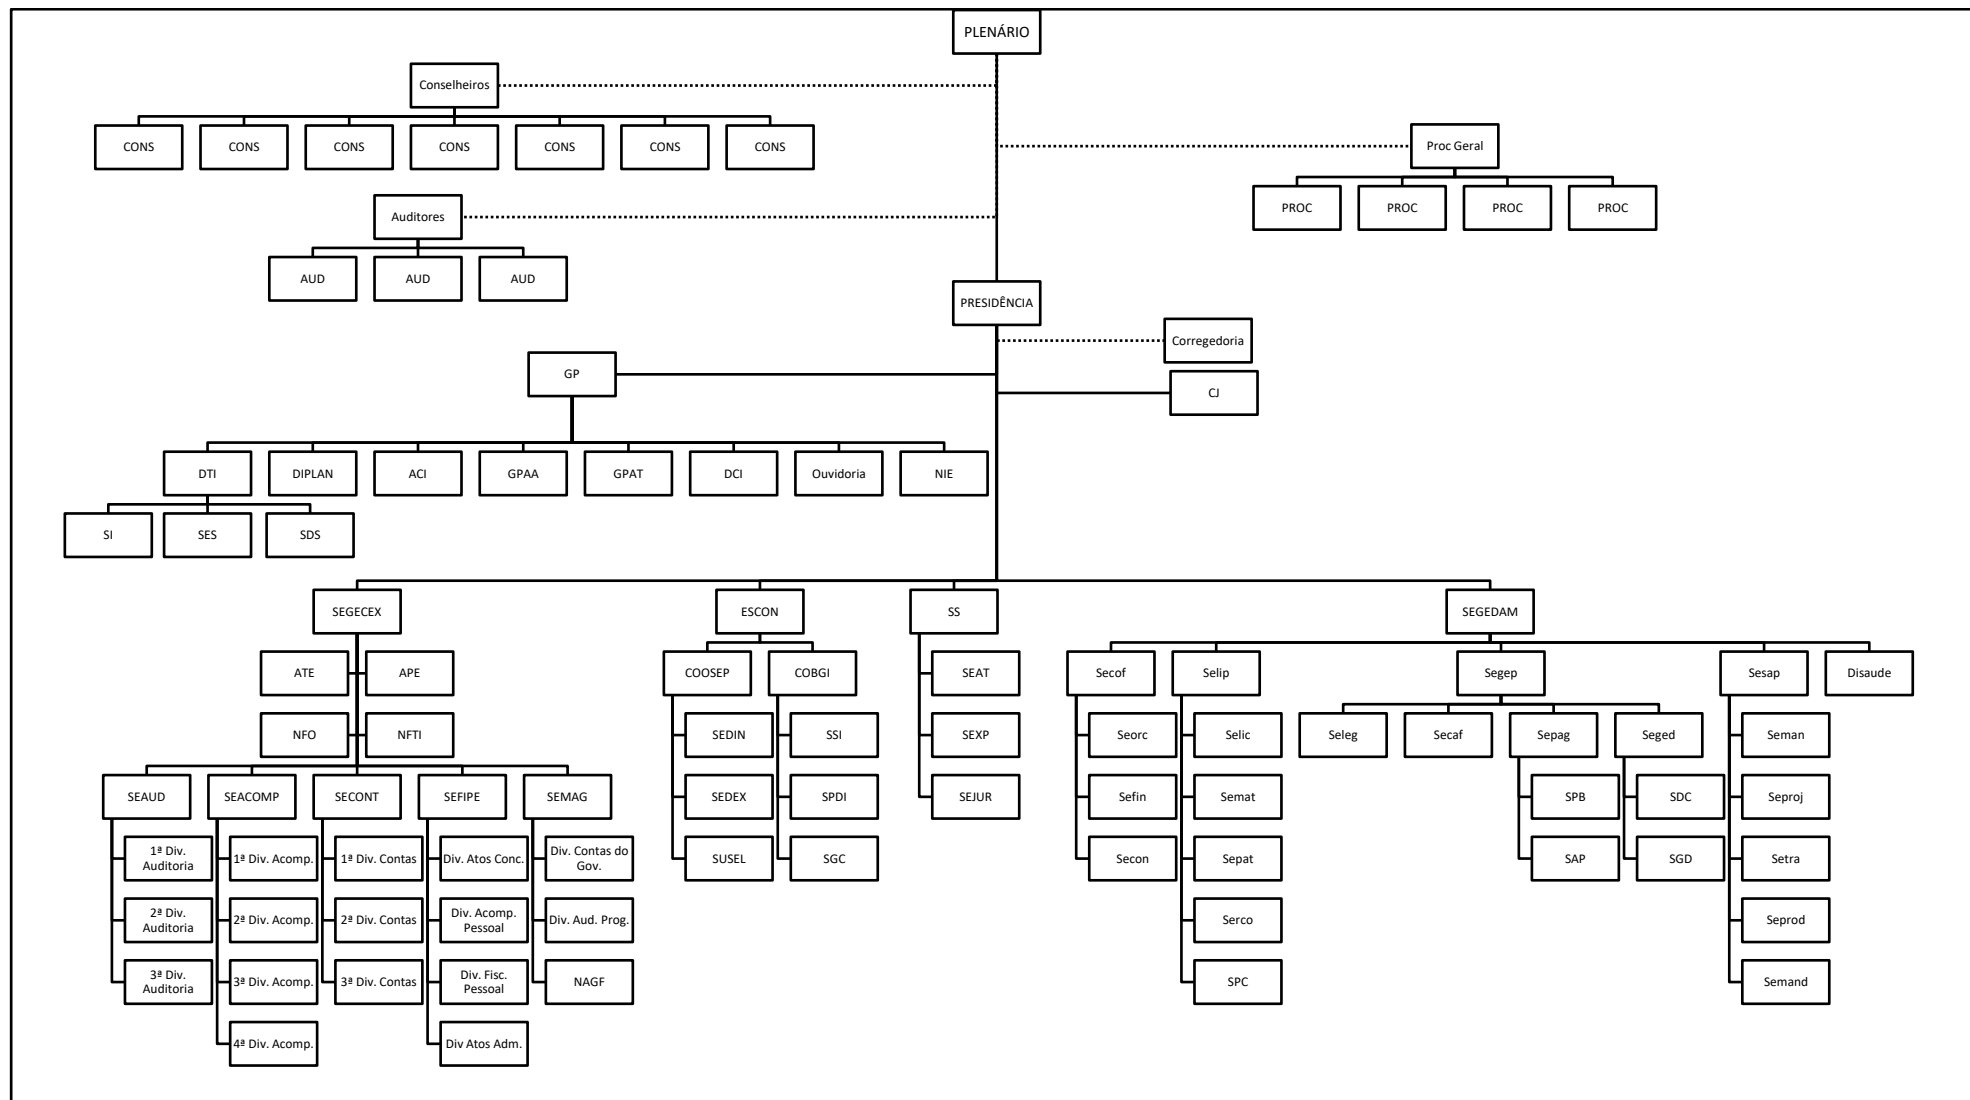 PLENÁRIO
Conselheiros
CONS
CONS
CONS
CONS
CONS
CONS
CONS
Proc Geral
PROC
PROC
PROC
PROC
Auditores
AUD
AUD
AUD
PRESIDÊNCIA
Corregedoria
GP
CJ
DTI
DIPLAN
ACI
GPAA
GPAT
DCI
Ouvidoria
NIE
SI
SES
SDS
SEGECEX
ESCON
SS
SEGEDAM
ATE
APE
NFO
NFTI
SEAUD
SEACOMP
SECONT
SEFIPE
SEMAG
1ª Div.
Auditoria
2ª Div.
Auditoria
3ª Div.
Auditoria
1ª Div. Acomp.
2ª Div. Acomp.
3ª Div. Acomp.
4ª Div. Acomp.
1ª Div. Contas
2ª Div. Contas
3ª Div. Contas
Div. Atos Conc.
Div. Acomp.
Pessoal
Div. Fisc.
Pessoal
Div Atos Adm.
Div. Contas do
Gov.
Div. Aud. Prog.
NAGF
COOSEP
COBGI
SEDIN
SEDEX
SUSEL
SSI
SPDI
SGC
SEAT
SEXP
SEJUR
Secof
Selip
Segep
Sesap
Disaude
Seorc
Sefin
Secon
Selic
Semat
Sepat
Serco
SPC
Seleg
Secaf
Sepag
Seged
SPB
SAP
SDC
SGD
Seman
Seproj
Setra
Seprod
Semand